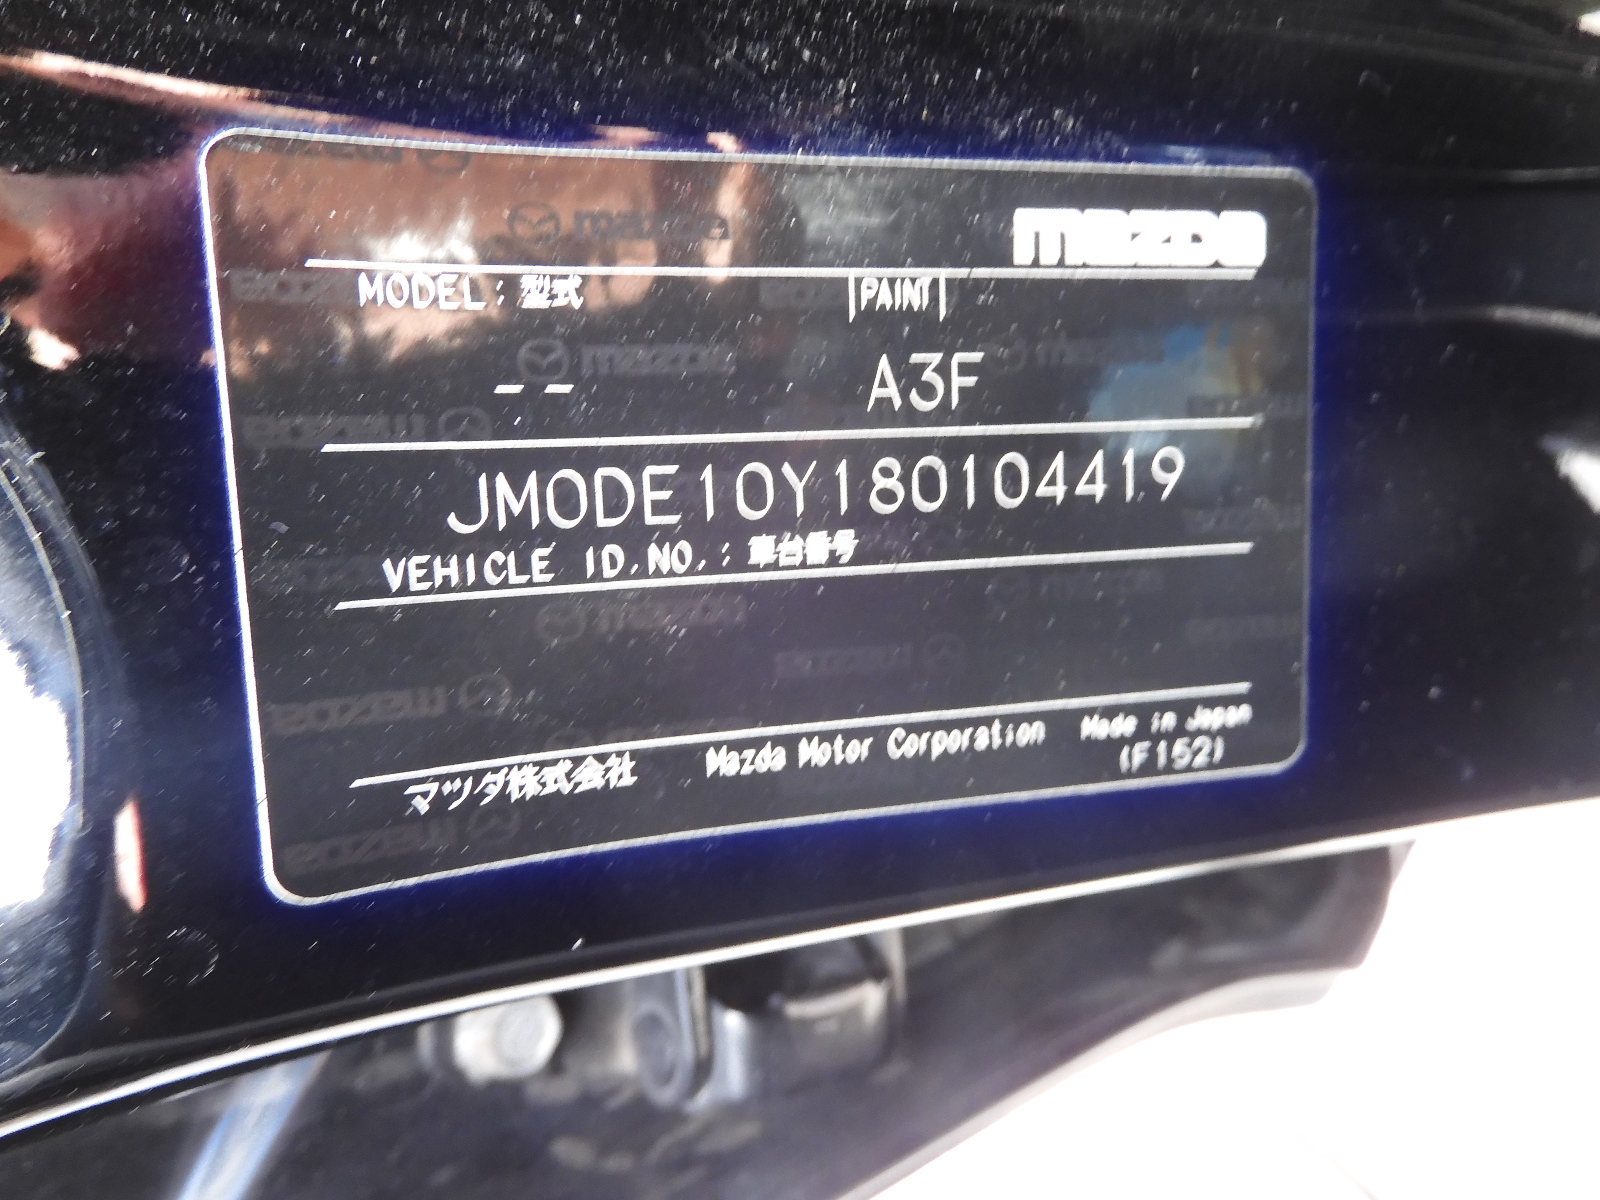 mazda
MODEL: 型式 PAINT
-- A3F
JM0DE10Y180104419
VEHICLE ID.NO.: 車台番号
マツダ株式会社 Mazda Motor Corporation Made in Japan
(F152)